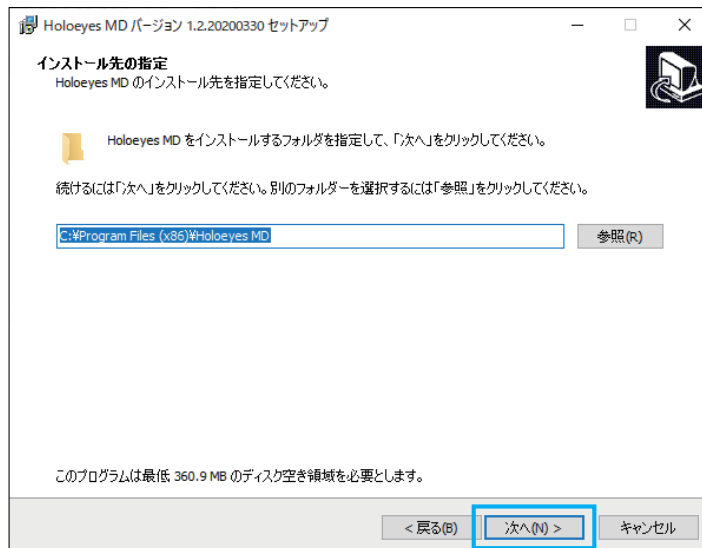 Holoeyes MD バージョン 1.2.20200330 セットアップ
インストール先の指定
Holoeyes MD のインストール先を指定してください。
Holoeyes MD をインストールするフォルダを指定して、「次へ」をクリックしてください。
続けるには「次へ」をクリックしてください。別のフォルダーを選択するには「参照」をクリックしてください。
C:¥Program Files (x86)¥Holoeyes MD
参照(R)
このプログラムは最低 360.9 MB のディスク空き領域を必要とします。
< 戻る(B)
次へ(N) >
キャンセル